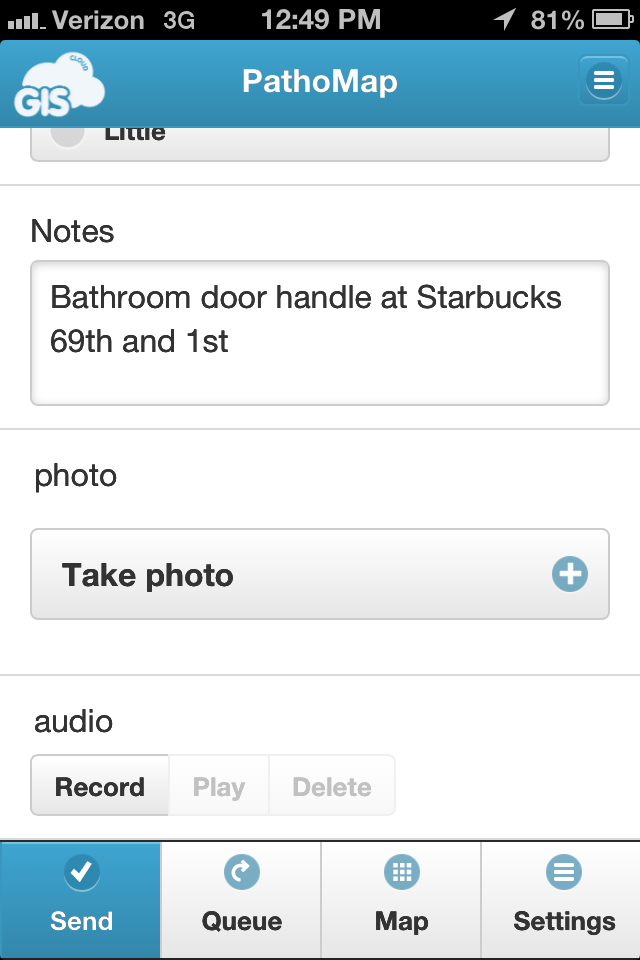 Verizon 3G 12:49 PM 81%
GIS CLOUD PathoMap
Little
Notes
Bathroom door handle at Starbucks
69th and 1st
photo
Take photo
audio
Record Play Delete
Send Queue Map Settings